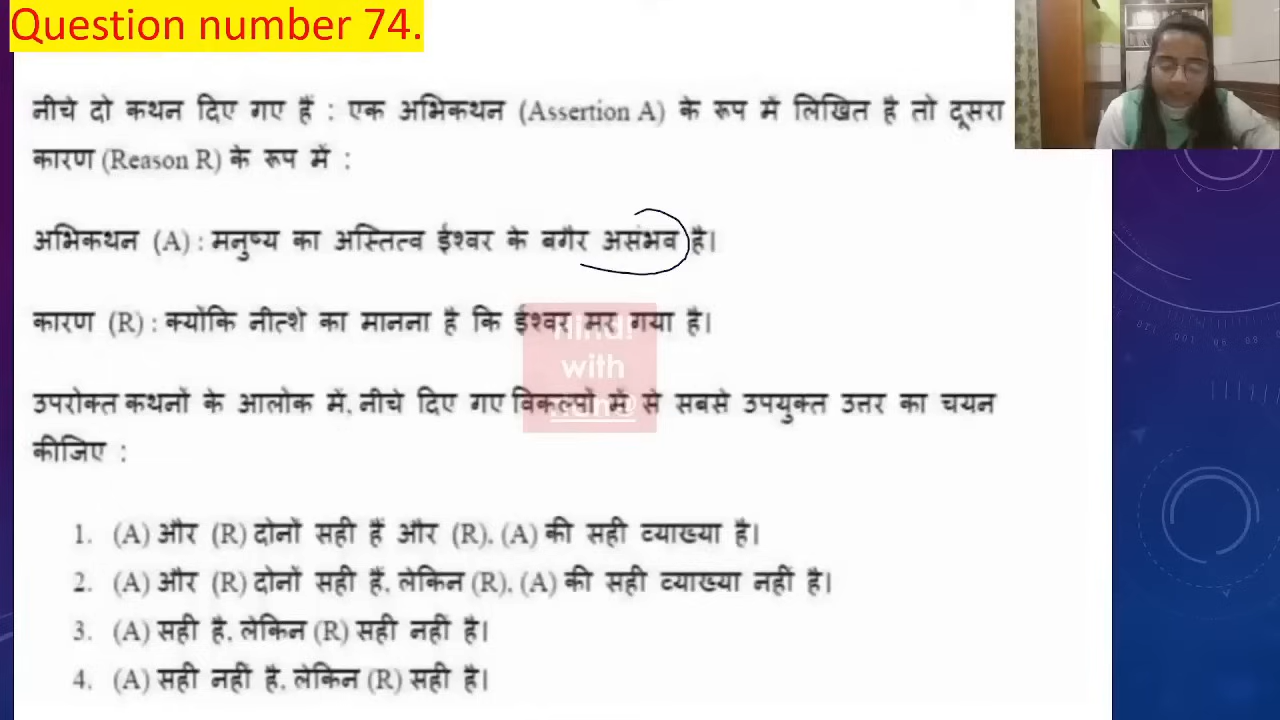 Question number 74.
नीचे दो कथन दिए गए हैं : एक अभिकथन (Assertion A) के रूप में लिखित है तो दूसरा
कारण (Reason R) के रूप में :
अभिकथन (A) : मनुष्य का अस्तित्व ईश्वर के बगैर असंभव है।
कारण (R) : क्योंकि नीत्शे का मानना है कि ईश्वर मर गया है।
उपरोक्त कथनों के आलोक में, नीचे दिए गए विकल्पों में से सबसे उपयुक्त उत्तर का चयन
कीजिए :
1. (A) और (R) दोनों सही हैं और (R), (A) की सही व्याख्या है।
2. (A) और (R) दोनों सही हैं, लेकिन (R), (A) की सही व्याख्या नहीं है।
3. (A) सही है, लेकिन (R) सही नहीं है।
4. (A) सही नहीं है, लेकिन (R) सही है।
Hindi
with